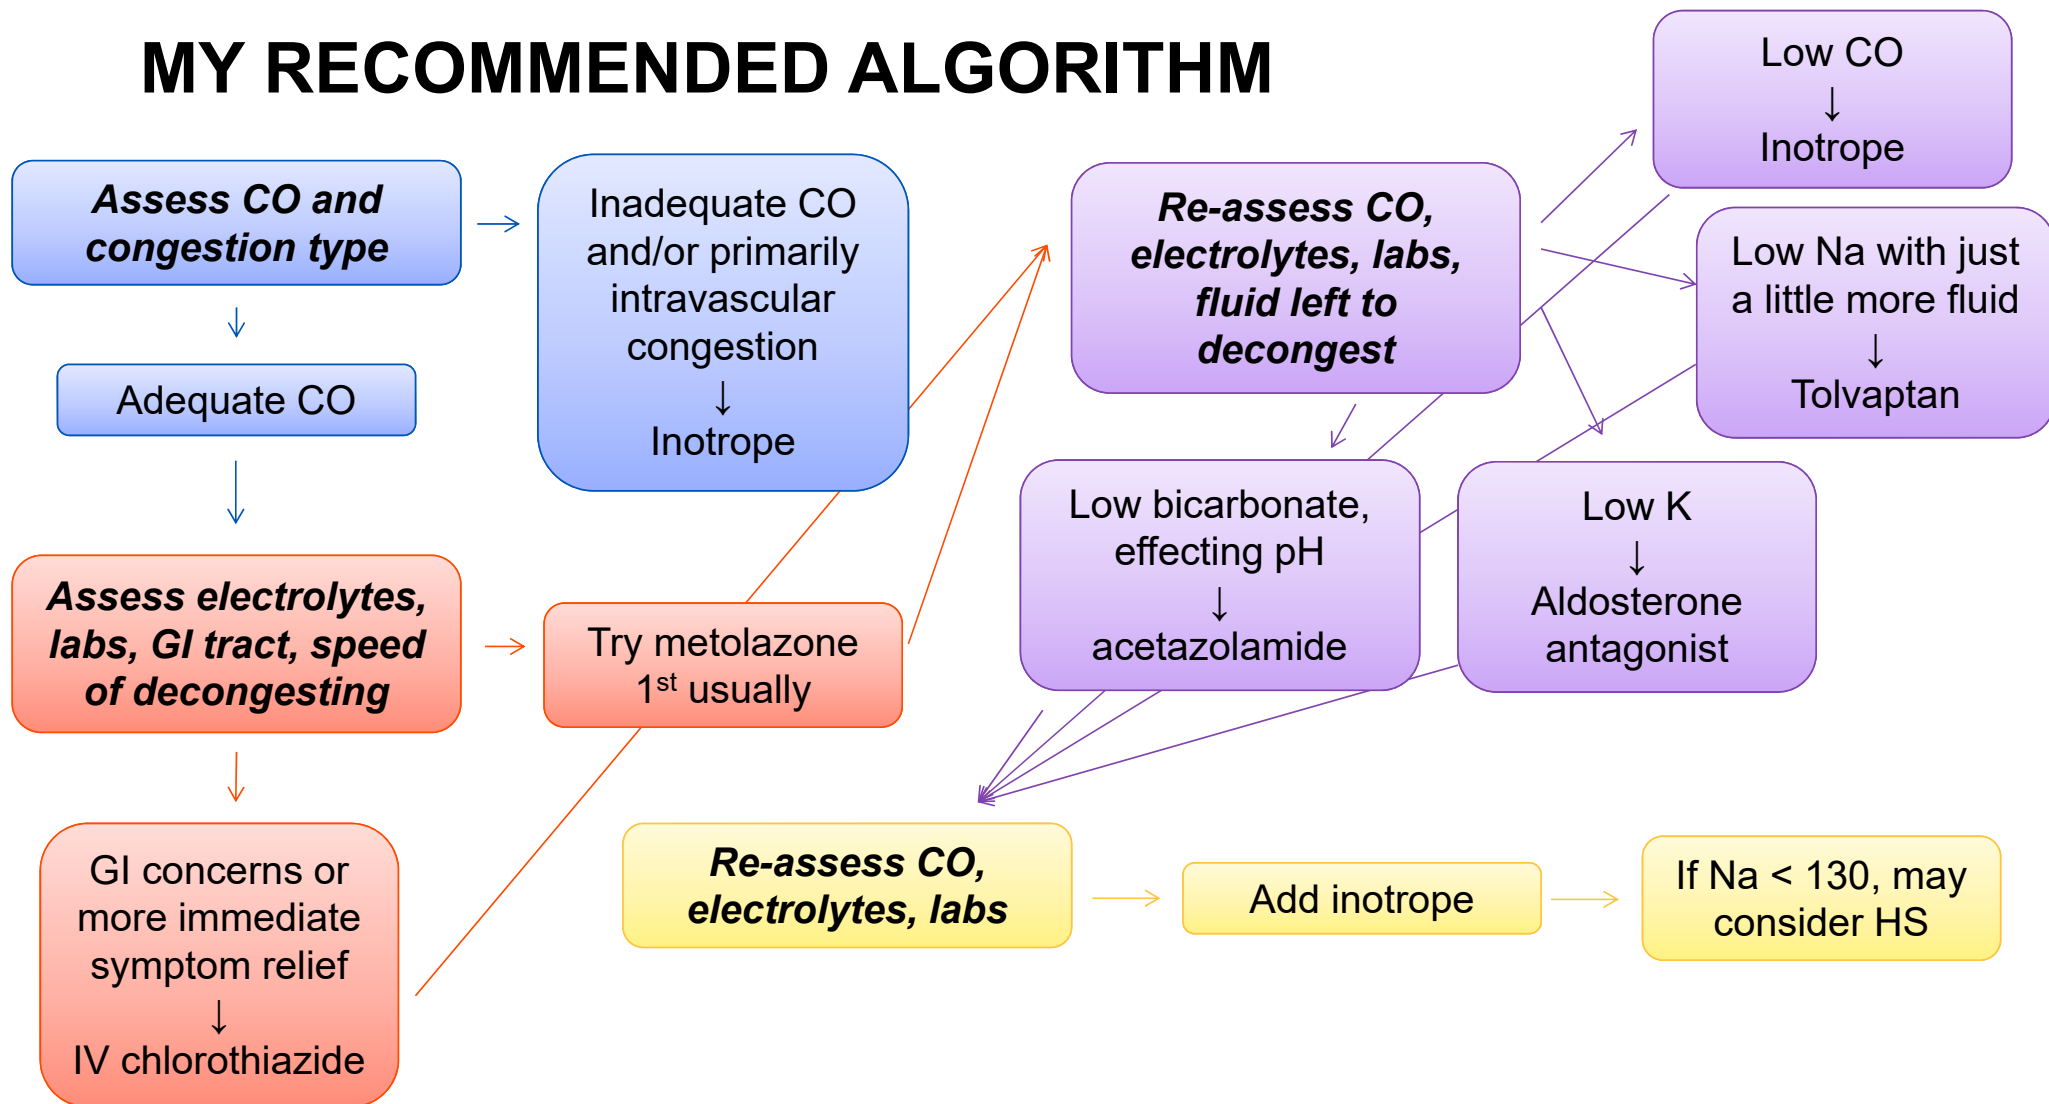 MY RECOMMENDED ALGORITHM
Assess CO and
congestion type
Adequate CO
Inadequate CO
and/or primarily
intravascular
congestion
↓
Inotrope
Assess electrolytes,
labs, GI tract, speed
of decongesting
Try metolazone
1st usually
GI concerns or
more immediate
symptom relief
↓
IV chlorothiazide
Re-assess CO,
electrolytes, labs,
fluid left to
decongest
Low CO
↓
Inotrope
Low Na with just
a little more fluid
↓
Tolvaptan
Low bicarbonate,
effecting pH
↓
acetazolamide
Low K
↓
Aldosterone
antagonist
Re-assess CO,
electrolytes, labs
Add inotrope
If Na < 130, may
consider HS